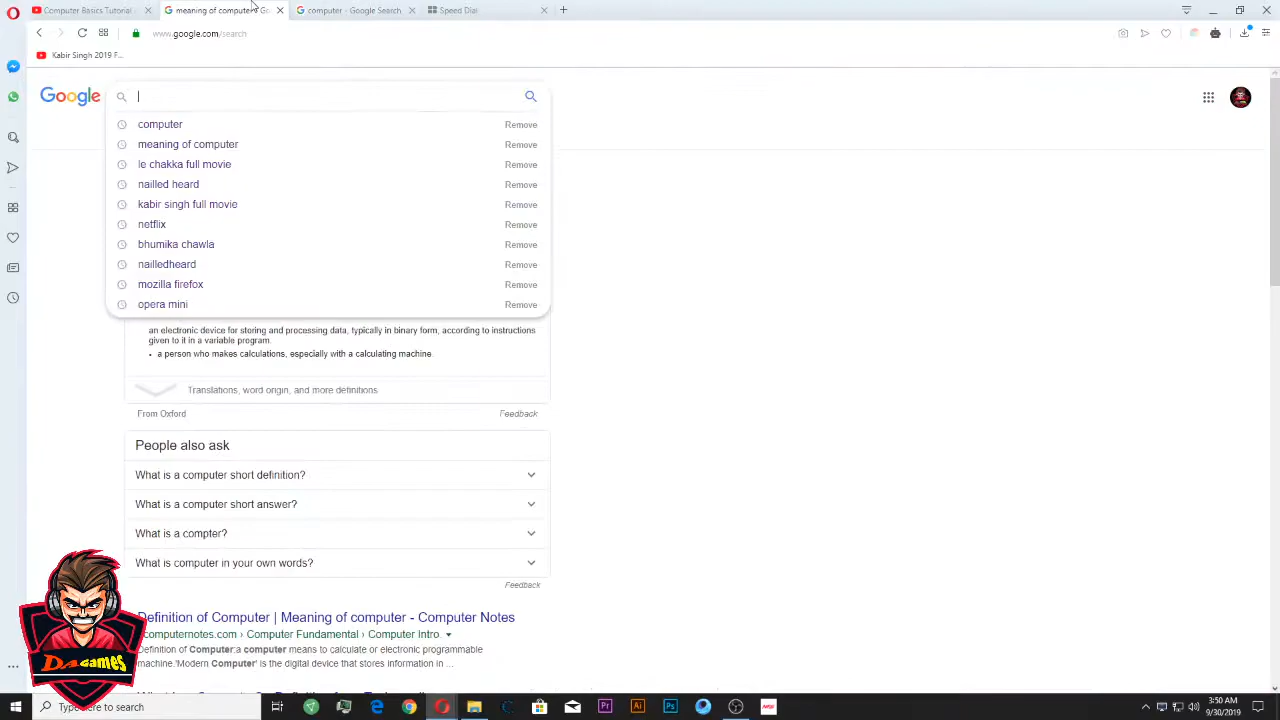 Computer Basics Tutorial
meaning of computer - Go
computer - Google Search
Speed Dial
www.google.com/search
Kabir Singh 2019 F...
Google
computer Remove
meaning of computer Remove
le chakka full movie Remove
nailled heard Remove
kabir singh full movie Remove
netflix Remove
bhumika chawla Remove
nailledheard Remove
mozilla firefox Remove
opera mini Remove
an electronic device for storing and processing data, typically in binary form, according to instructions
given to it in a variable program.
• a person who makes calculations, especially with a calculating machine.
Translations, word origin, and more definitions
From Oxford Feedback
People also ask
What is a computer short definition?
What is a computer short answer?
What is a compter?
What is computer in your own words?
Feedback
Definition of Computer | Meaning of computer - Computer Notes
ecomputernotes.com › Computer Fundamental › Computer Intro.
Definition of Computer:a computer means to calculate or electronic programmable
machine.'Modern Computer' is the digital device that stores information in ...
DAGAMES
Type here to search
Pr
Ai
Ps
3:50 AM
9/30/2019